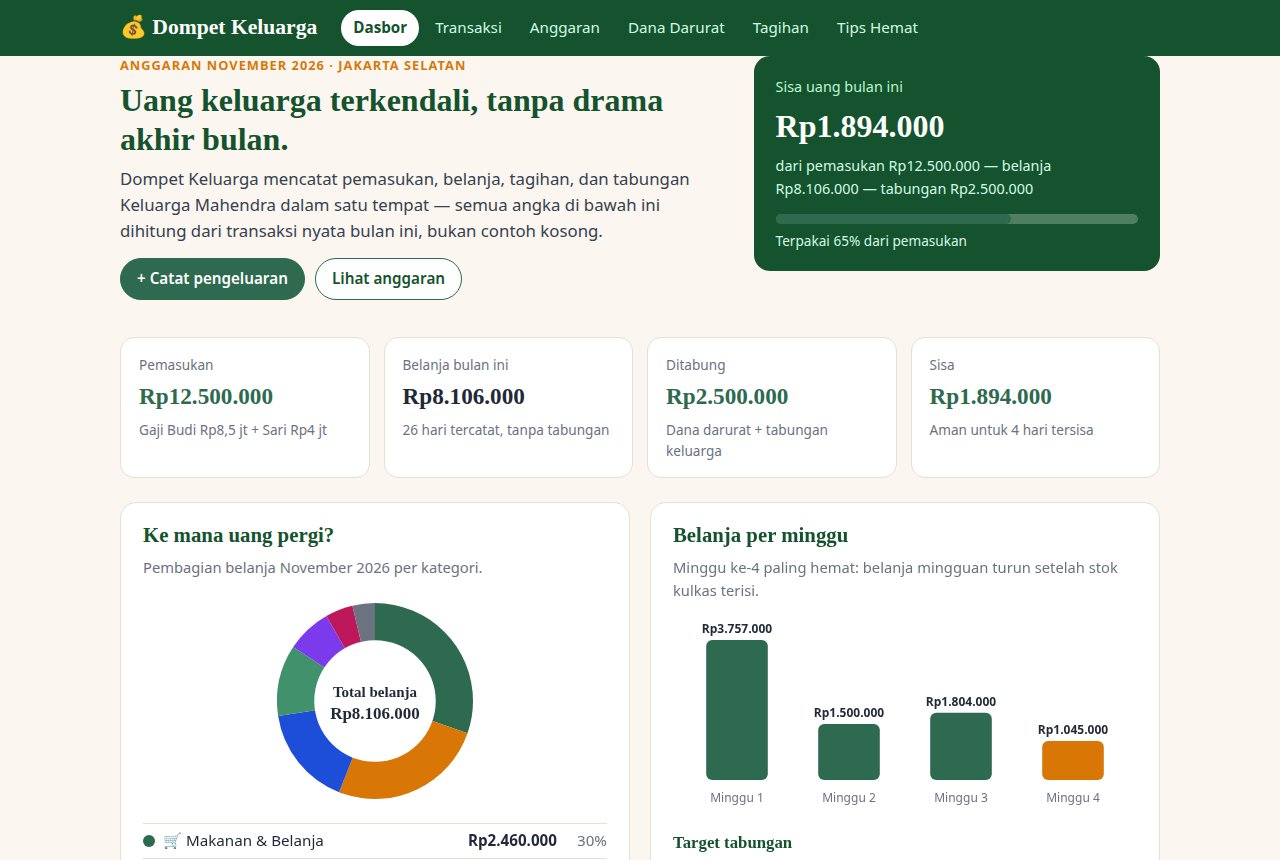 💰 Dompet Keluarga
Dasbor
Transaksi
Anggaran
Dana Darurat
Tagihan
Tips Hemat
ANGGARAN NOVEMBER 2026 · JAKARTA SELATAN
Uang keluarga terkendali, tanpa drama
akhir bulan.
Dompet Keluarga mencatat pemasukan, belanja, tagihan, dan tabungan
Keluarga Mahendra dalam satu tempat — semua angka di bawah ini
dihitung dari transaksi nyata bulan ini, bukan contoh kosong.
+ Catat pengeluaran
Lihat anggaran
Sisa uang bulan ini
Rp1.894.000
dari pemasukan Rp12.500.000 — belanja
Rp8.106.000 — tabungan Rp2.500.000
Terpakai 65% dari pemasukan
Pemasukan
Rp12.500.000
Gaji Budi Rp8,5 jt + Sari Rp4 jt
Belanja bulan ini
Rp8.106.000
26 hari tercatat, tanpa tabungan
Ditabung
Rp2.500.000
Dana darurat + tabungan
keluarga
Sisa
Rp1.894.000
Aman untuk 4 hari tersisa
Ke mana uang pergi?
Pembagian belanja November 2026 per kategori.
Total belanja
Rp8.106.000
🛒 Makanan & Belanja Rp2.460.000 30%
Belanja per minggu
Minggu ke-4 paling hemat: belanja mingguan turun setelah stok
kulkas terisi.
Rp3.757.000
Rp1.500.000
Rp1.804.000
Rp1.045.000
Minggu 1
Minggu 2
Minggu 3
Minggu 4
Target tabungan